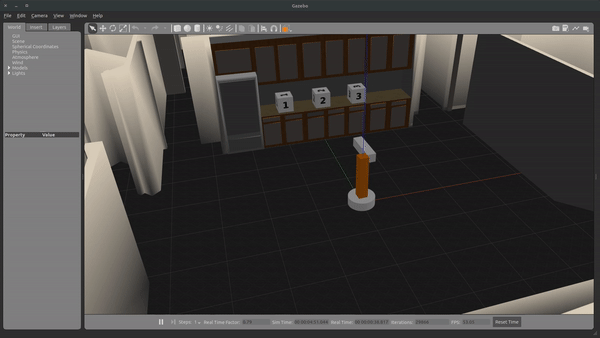 Gazebo
File Edit Camera View Window Help
World Insert Layers
GUI
Scene
Spherical Coordinates
Physics
Atmosphere
Wind
Models
Lights
Property Value
1 2 3
Steps: 1 Real Time Factor: Sim Time: Real Time: Iterations: FPS: Reset Time